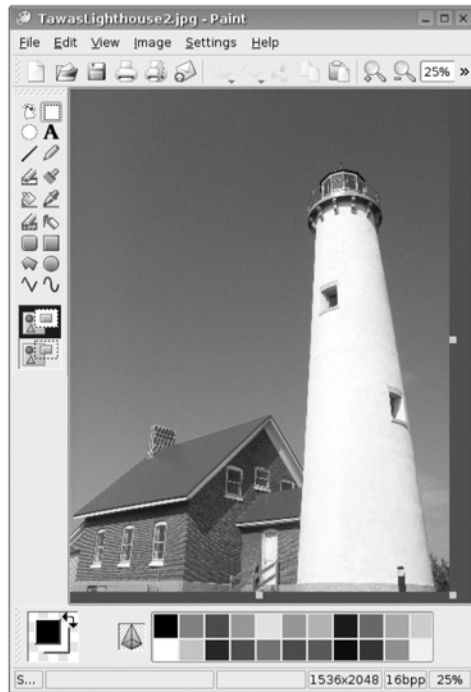 TawasLighthouse2.jpg - Paint
File Edit View Image Settings Help
25% »
A
S... 1536x2048 16bpp 25%